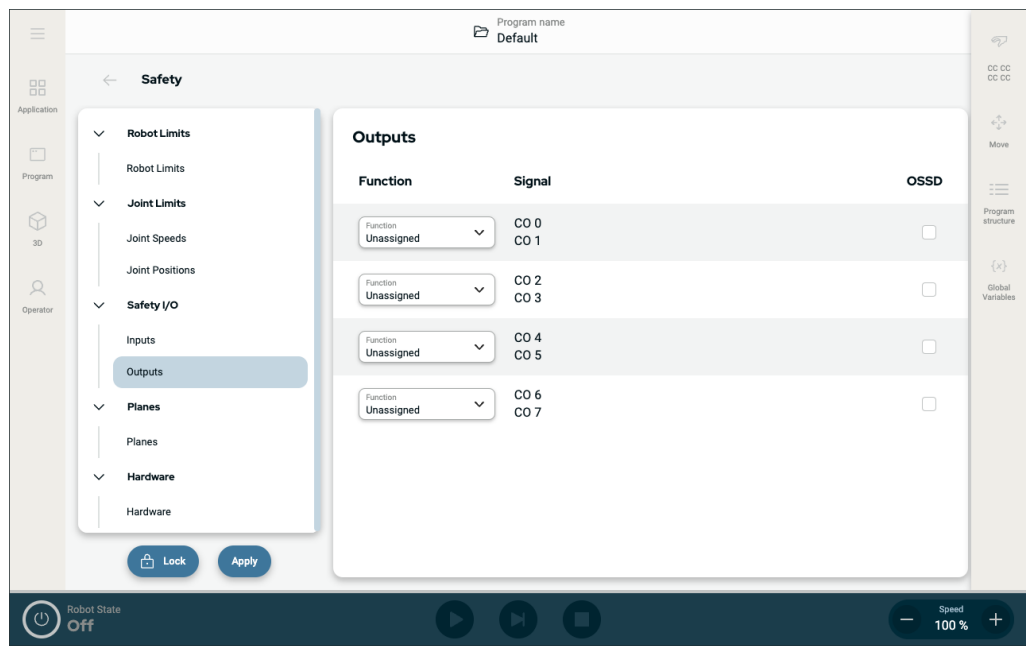 Program name
Default
Application
Program
3D
Operator
Safety
Robot Limits
Robot Limits
Joint Limits
Joint Speeds
Joint Positions
Safety I/O
Inputs
Outputs
Planes
Planes
Hardware
Hardware
Lock
Apply
Outputs
Function Signal OSSD
Function
Unassigned
CO 0
CO 1
Function
Unassigned
CO 2
CO 3
Function
Unassigned
CO 4
CO 5
Function
Unassigned
CO 6
CO 7
CC CC
CC CC
Move
Program
structure
{x}
Global
Variables
Robot State
Off
Speed
100 %